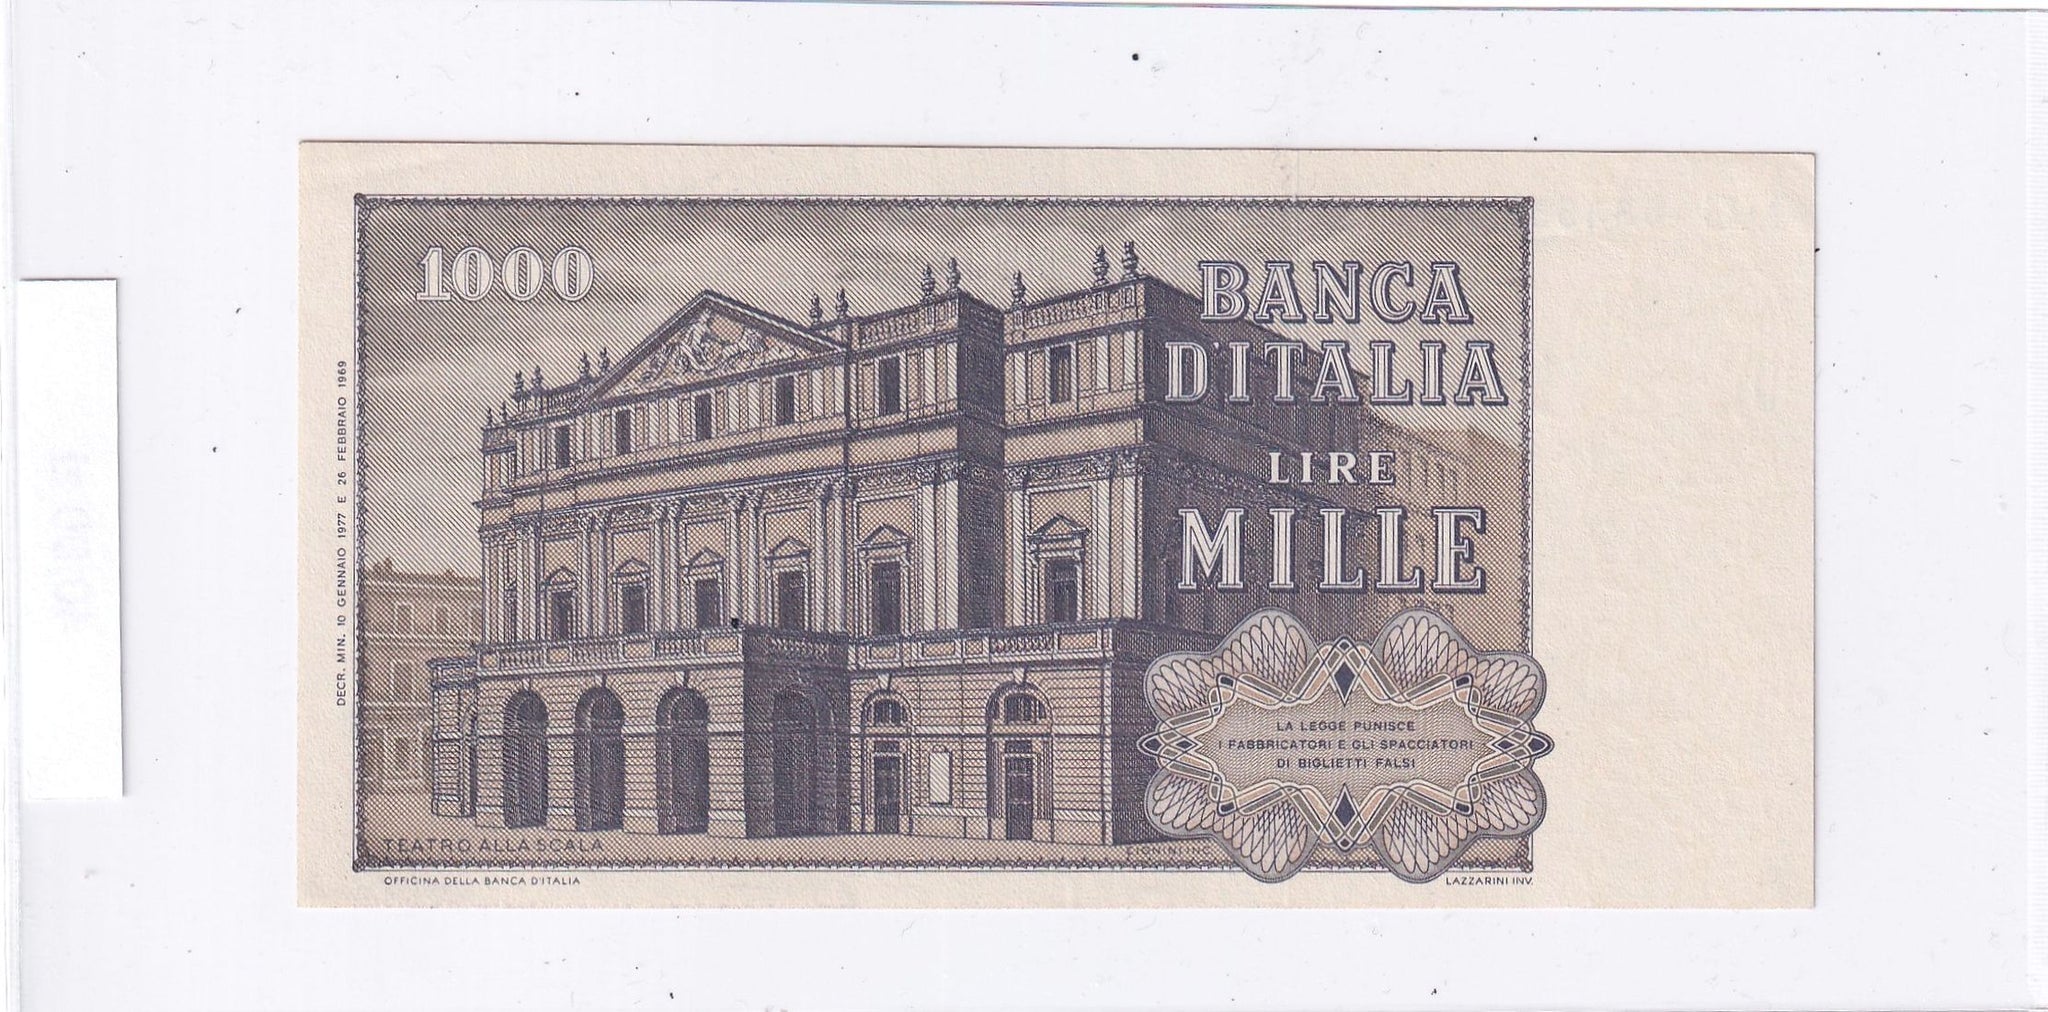 1000
BANCA
D'ITALIA
LIRE
MILLE
DECR. MIN. 10 GENNAIO 1977 E 26 FEBBRAIO 1969
LA LEGGE PUNISCE
I FABBRICATORI E GLI SPACCIATORI
DI BIGLIETTI FALSI
TEATRO ALLA SCALA
OFFICINA DELLA BANCA D'ITALIA
LAZZARINI INV.